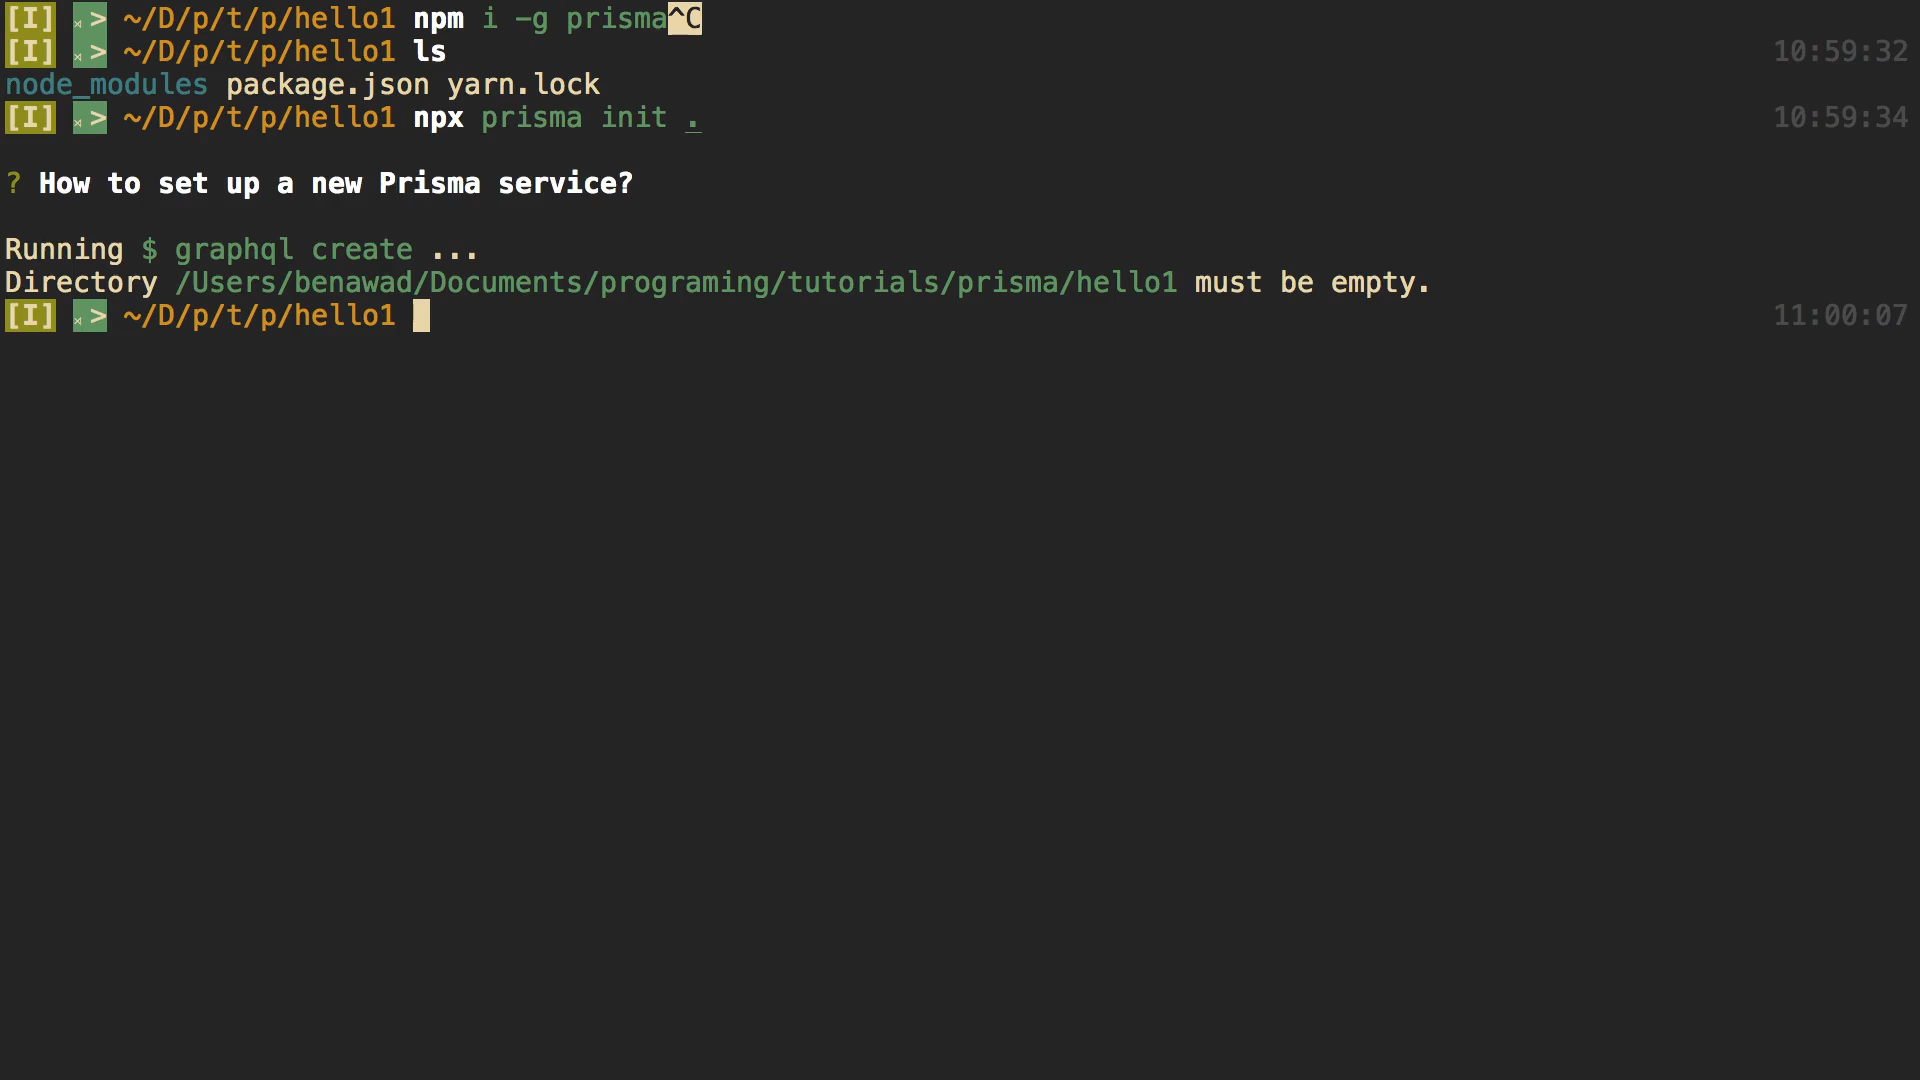 [I] > ~/D/p/t/p/hello1 npm i -g prisma^C
[I] > ~/D/p/t/p/hello1 ls 10:59:32
node_modules package.json yarn.lock
[I] > ~/D/p/t/p/hello1 npx prisma init . 10:59:34
? How to set up a new Prisma service?
Running $ graphql create ...
Directory /Users/benawad/Documents/programing/tutorials/prisma/hello1 must be empty.
[I] > ~/D/p/t/p/hello1 11:00:07